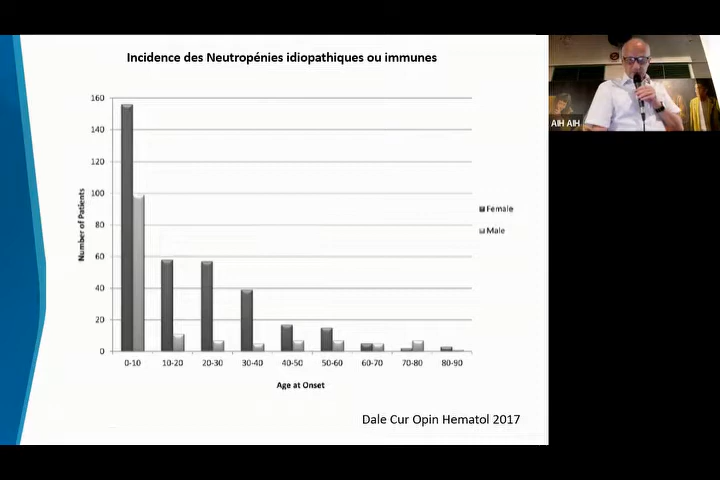 Incidence des Neutropénies idiopathiques ou immunes
160
140
120
100
80
60
40
20
0
Number of Patients
Female
Male
0-10 10-20 20-30 30-40 40-50 50-60 60-70 70-80 80-90
Age at Onset
Dale Cur Opin Hematol 2017
AIH AIH